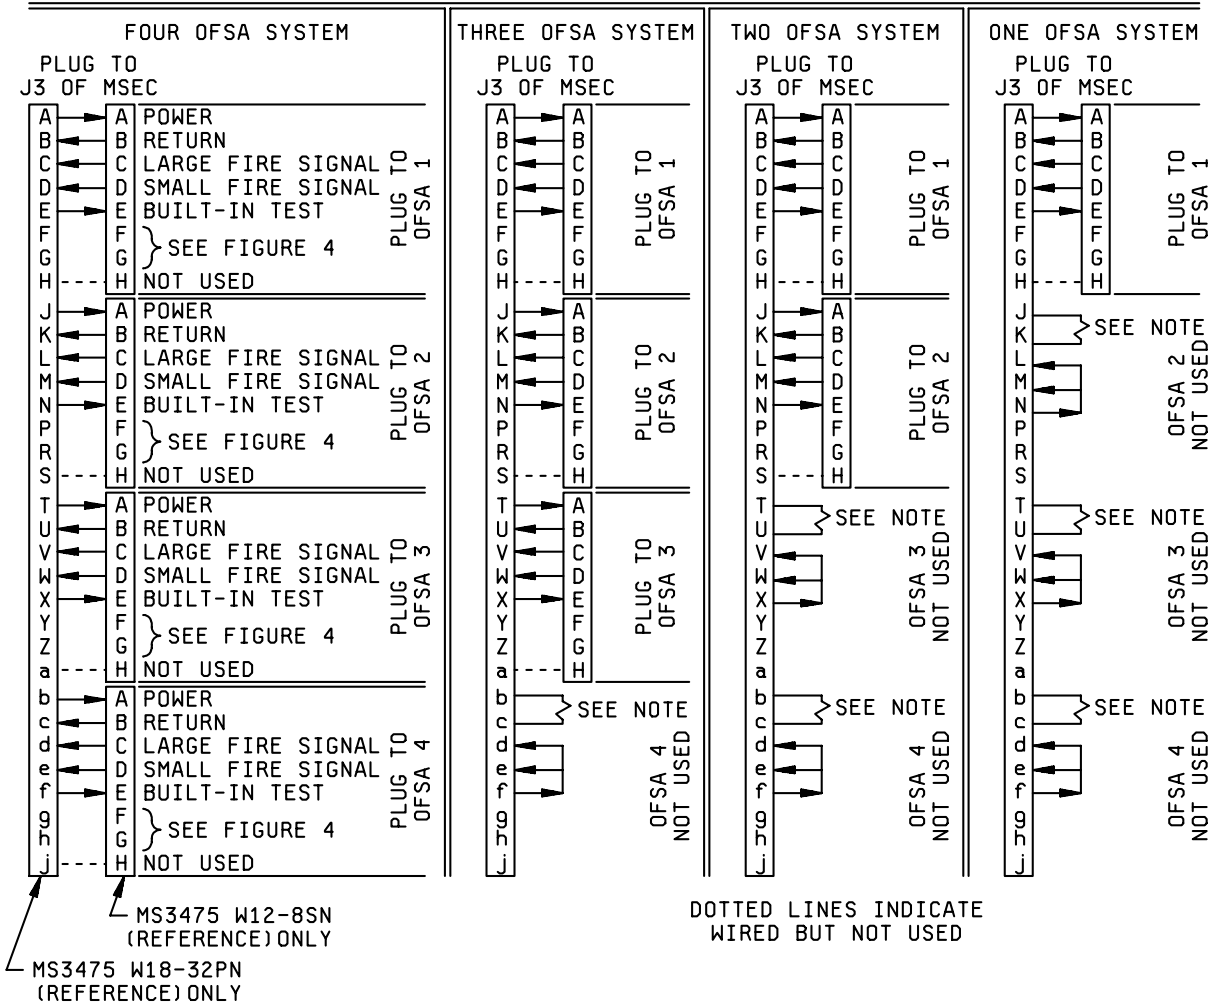 FOUR OFSA SYSTEM
PLUG TO
J3 OF MSEC
A A POWER
B B RETURN
C C LARGE FIRE SIGNAL
D D SMALL FIRE SIGNAL
E E BUILT-IN TEST
F F
G G
SEE FIGURE 4
H H NOT USED
PLUG TO
OFSA 1
J A POWER
K B RETURN
L C LARGE FIRE SIGNAL
M D SMALL FIRE SIGNAL
N E BUILT-IN TEST
P F
R G
SEE FIGURE 4
S H NOT USED
PLUG TO
OFSA 2
T A POWER
U B RETURN
V C LARGE FIRE SIGNAL
W D SMALL FIRE SIGNAL
X E BUILT-IN TEST
Y F
Z G
SEE FIGURE 4
a H NOT USED
PLUG TO
OFSA 3
b A POWER
c B RETURN
d C LARGE FIRE SIGNAL
e D SMALL FIRE SIGNAL
f E BUILT-IN TEST
g F
h G
SEE FIGURE 4
j H NOT USED
PLUG TO
OFSA 4
MS3475 W12-8SN
(REFERENCE)ONLY
MS3475 W18-32PN
(REFERENCE)ONLY
THREE OFSA SYSTEM
PLUG TO
J3 OF MSEC
A A
B B
C C
D D
E E
F F
G G
H H
PLUG TO
OFSA 1
J A
K B
L C
M D
N E
P F
R G
S H
PLUG TO
OFSA 2
T A
U B
V C
W D
X E
Y F
Z G
a H
PLUG TO
OFSA 3
b
c
SEE NOTE
d
e
f
g
h
j
OFSA 4
NOT USED
TWO OFSA SYSTEM
PLUG TO
J3 OF MSEC
A A
B B
C C
D D
E E
F F
G G
H H
PLUG TO
OFSA 1
J A
K B
L C
M D
N E
P F
R G
S H
PLUG TO
OFSA 2
T
U
SEE NOTE
V
W
X
Y
Z
a
OFSA 3
NOT USED
b
c
SEE NOTE
d
e
f
g
h
j
OFSA 4
NOT USED
ONE OFSA SYSTEM
PLUG TO
J3 OF MSEC
A A
B B
C C
D D
E E
F F
G G
H H
PLUG TO
OFSA 1
J
K
SEE NOTE
L
M
N
P
R
S
OFSA 2
NOT USED
T
U
SEE NOTE
V
W
X
Y
Z
a
OFSA 3
NOT USED
b
c
SEE NOTE
d
e
f
g
h
j
OFSA 4
NOT USED
DOTTED LINES INDICATE
WIRED BUT NOT USED